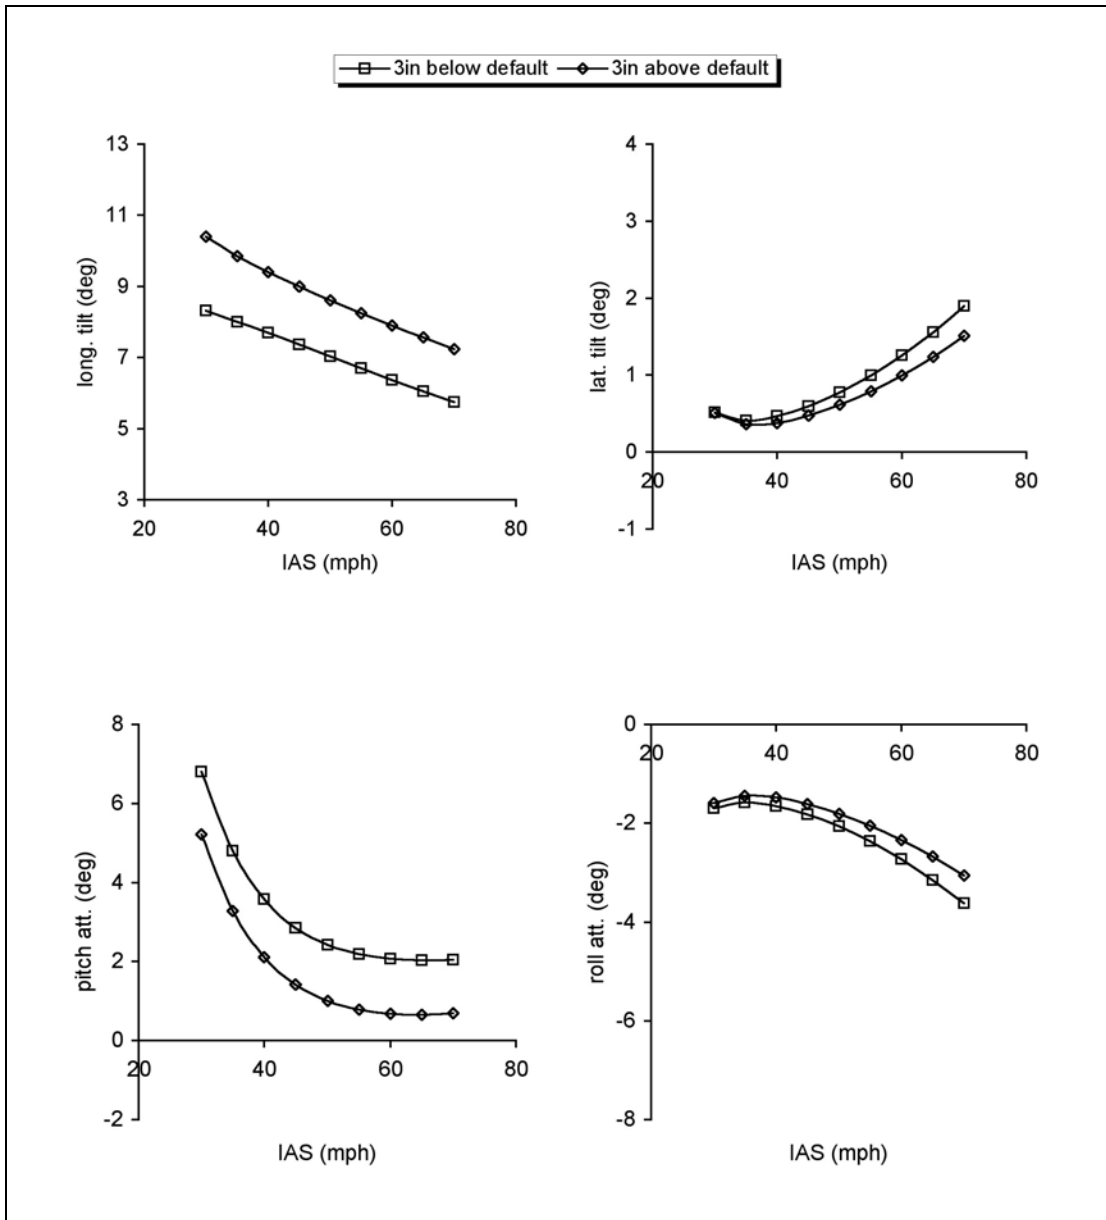 3in below default 3in above default
13
11
9
7
5
3
20 40 60 80
long. tilt (deg)
IAS (mph)
4
3
2
1
0
-1
20 40 60 80
lat. tilt (deg)
IAS (mph)
8
6
4
2
0
-2
20 40 60 80
pitch att. (deg)
IAS (mph)
0
-2
-4
-6
-8
20 40 60 80
roll att. (deg)
IAS (mph)